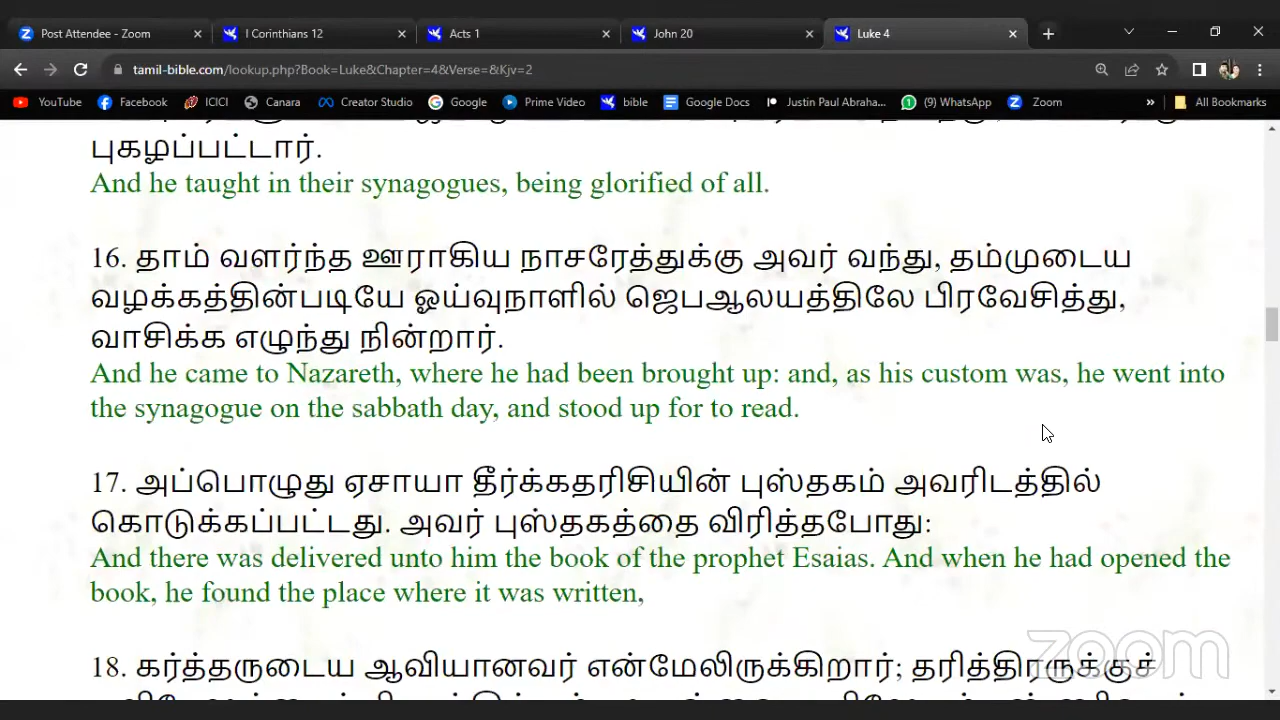 Post Attendee - Zoom
I Corinthians 12
Acts 1
John 20
Luke 4
tamil-bible.com/lookup.php?Book=Luke&Chapter=4&Verse=&Kjv=2
YouTube Facebook ICICI Canara Creator Studio Google Prime Video bible Google Docs Justin Paul Abraha... (9) WhatsApp Zoom » All Bookmarks
புகழப்பட்டார்.
And he taught in their synagogues, being glorified of all.
16. தாம் வளர்ந்த ஊராகிய நாசரேத்துக்கு அவர் வந்து, தம்முடைய
வழக்கத்தின்படியே ஓய்வுநாளில் ஜெபஆலயத்திலே பிரவேசித்து,
வாசிக்க எழுந்து நின்றார்.
And he came to Nazareth, where he had been brought up: and, as his custom was, he went into
the synagogue on the sabbath day, and stood up for to read.
17. அப்பொழுது ஏசாயா தீர்க்கதரிசியின் புஸ்தகம் அவரிடத்தில்
கொடுக்கப்பட்டது. அவர் புஸ்தகத்தை விரித்தபோது:
And there was delivered unto him the book of the prophet Esaias. And when he had opened the
book, he found the place where it was written,
18. கர்த்தருடைய ஆவியானவர் என்மேலிருக்கிறார்; தரித்திரருக்குச்
zoom